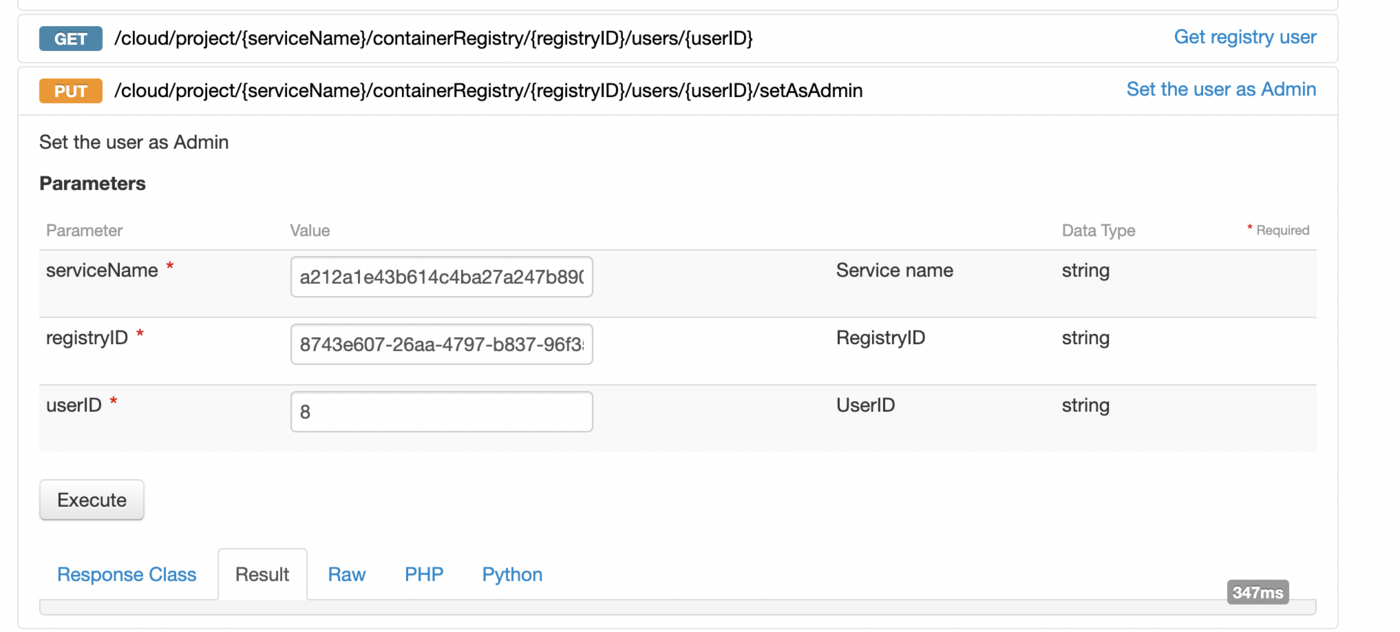 GET /cloud/project/{serviceName}/containerRegistry/{registryID}/users/{userID} Get registry user
PUT /cloud/project/{serviceName}/containerRegistry/{registryID}/users/{userID}/setAsAdmin Set the user as Admin
Set the user as Admin
Parameters
Parameter Value Data Type * Required
serviceName * a212a1e43b614c4ba27a247b890 Service name string
registryID * 8743e607-26aa-4797-b837-96f3 RegistryID string
userID * 8 UserID string
Execute
Response Class Result Raw PHP Python
347ms